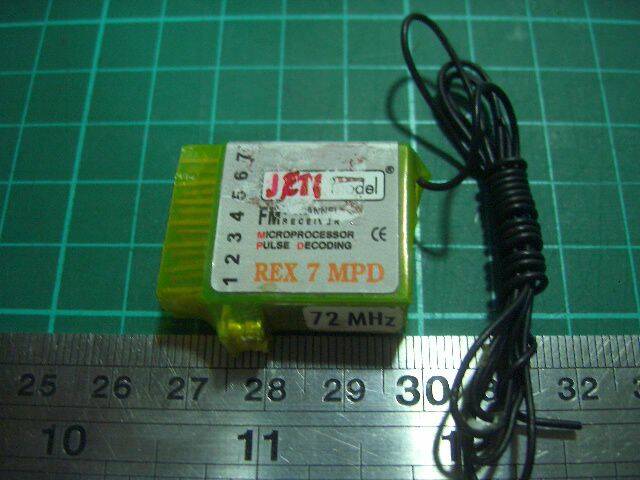 JETI model ®
FM
MICROPROCESSOR
PULSE DECODING CE
REX 7 MPD
1 2 3 4 5 6 7
72 MHz
25 26 27 28 29 30 32
10 11